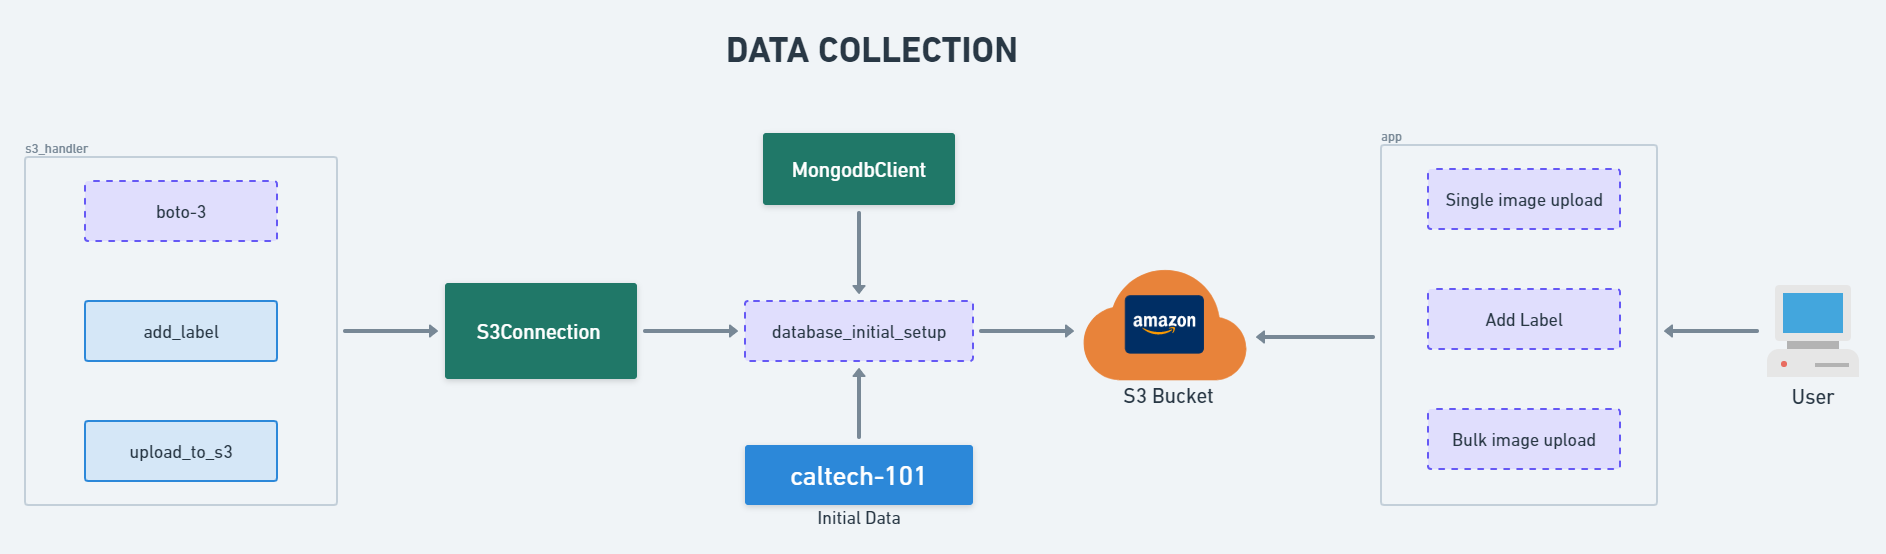 DATA COLLECTION
s3_handler
boto-3
add_label
upload_to_s3
S3Connection
MongodbClient
database_initial_setup
caltech-101
Initial Data
amazon
S3 Bucket
app
Single image upload
Add Label
Bulk image upload
User